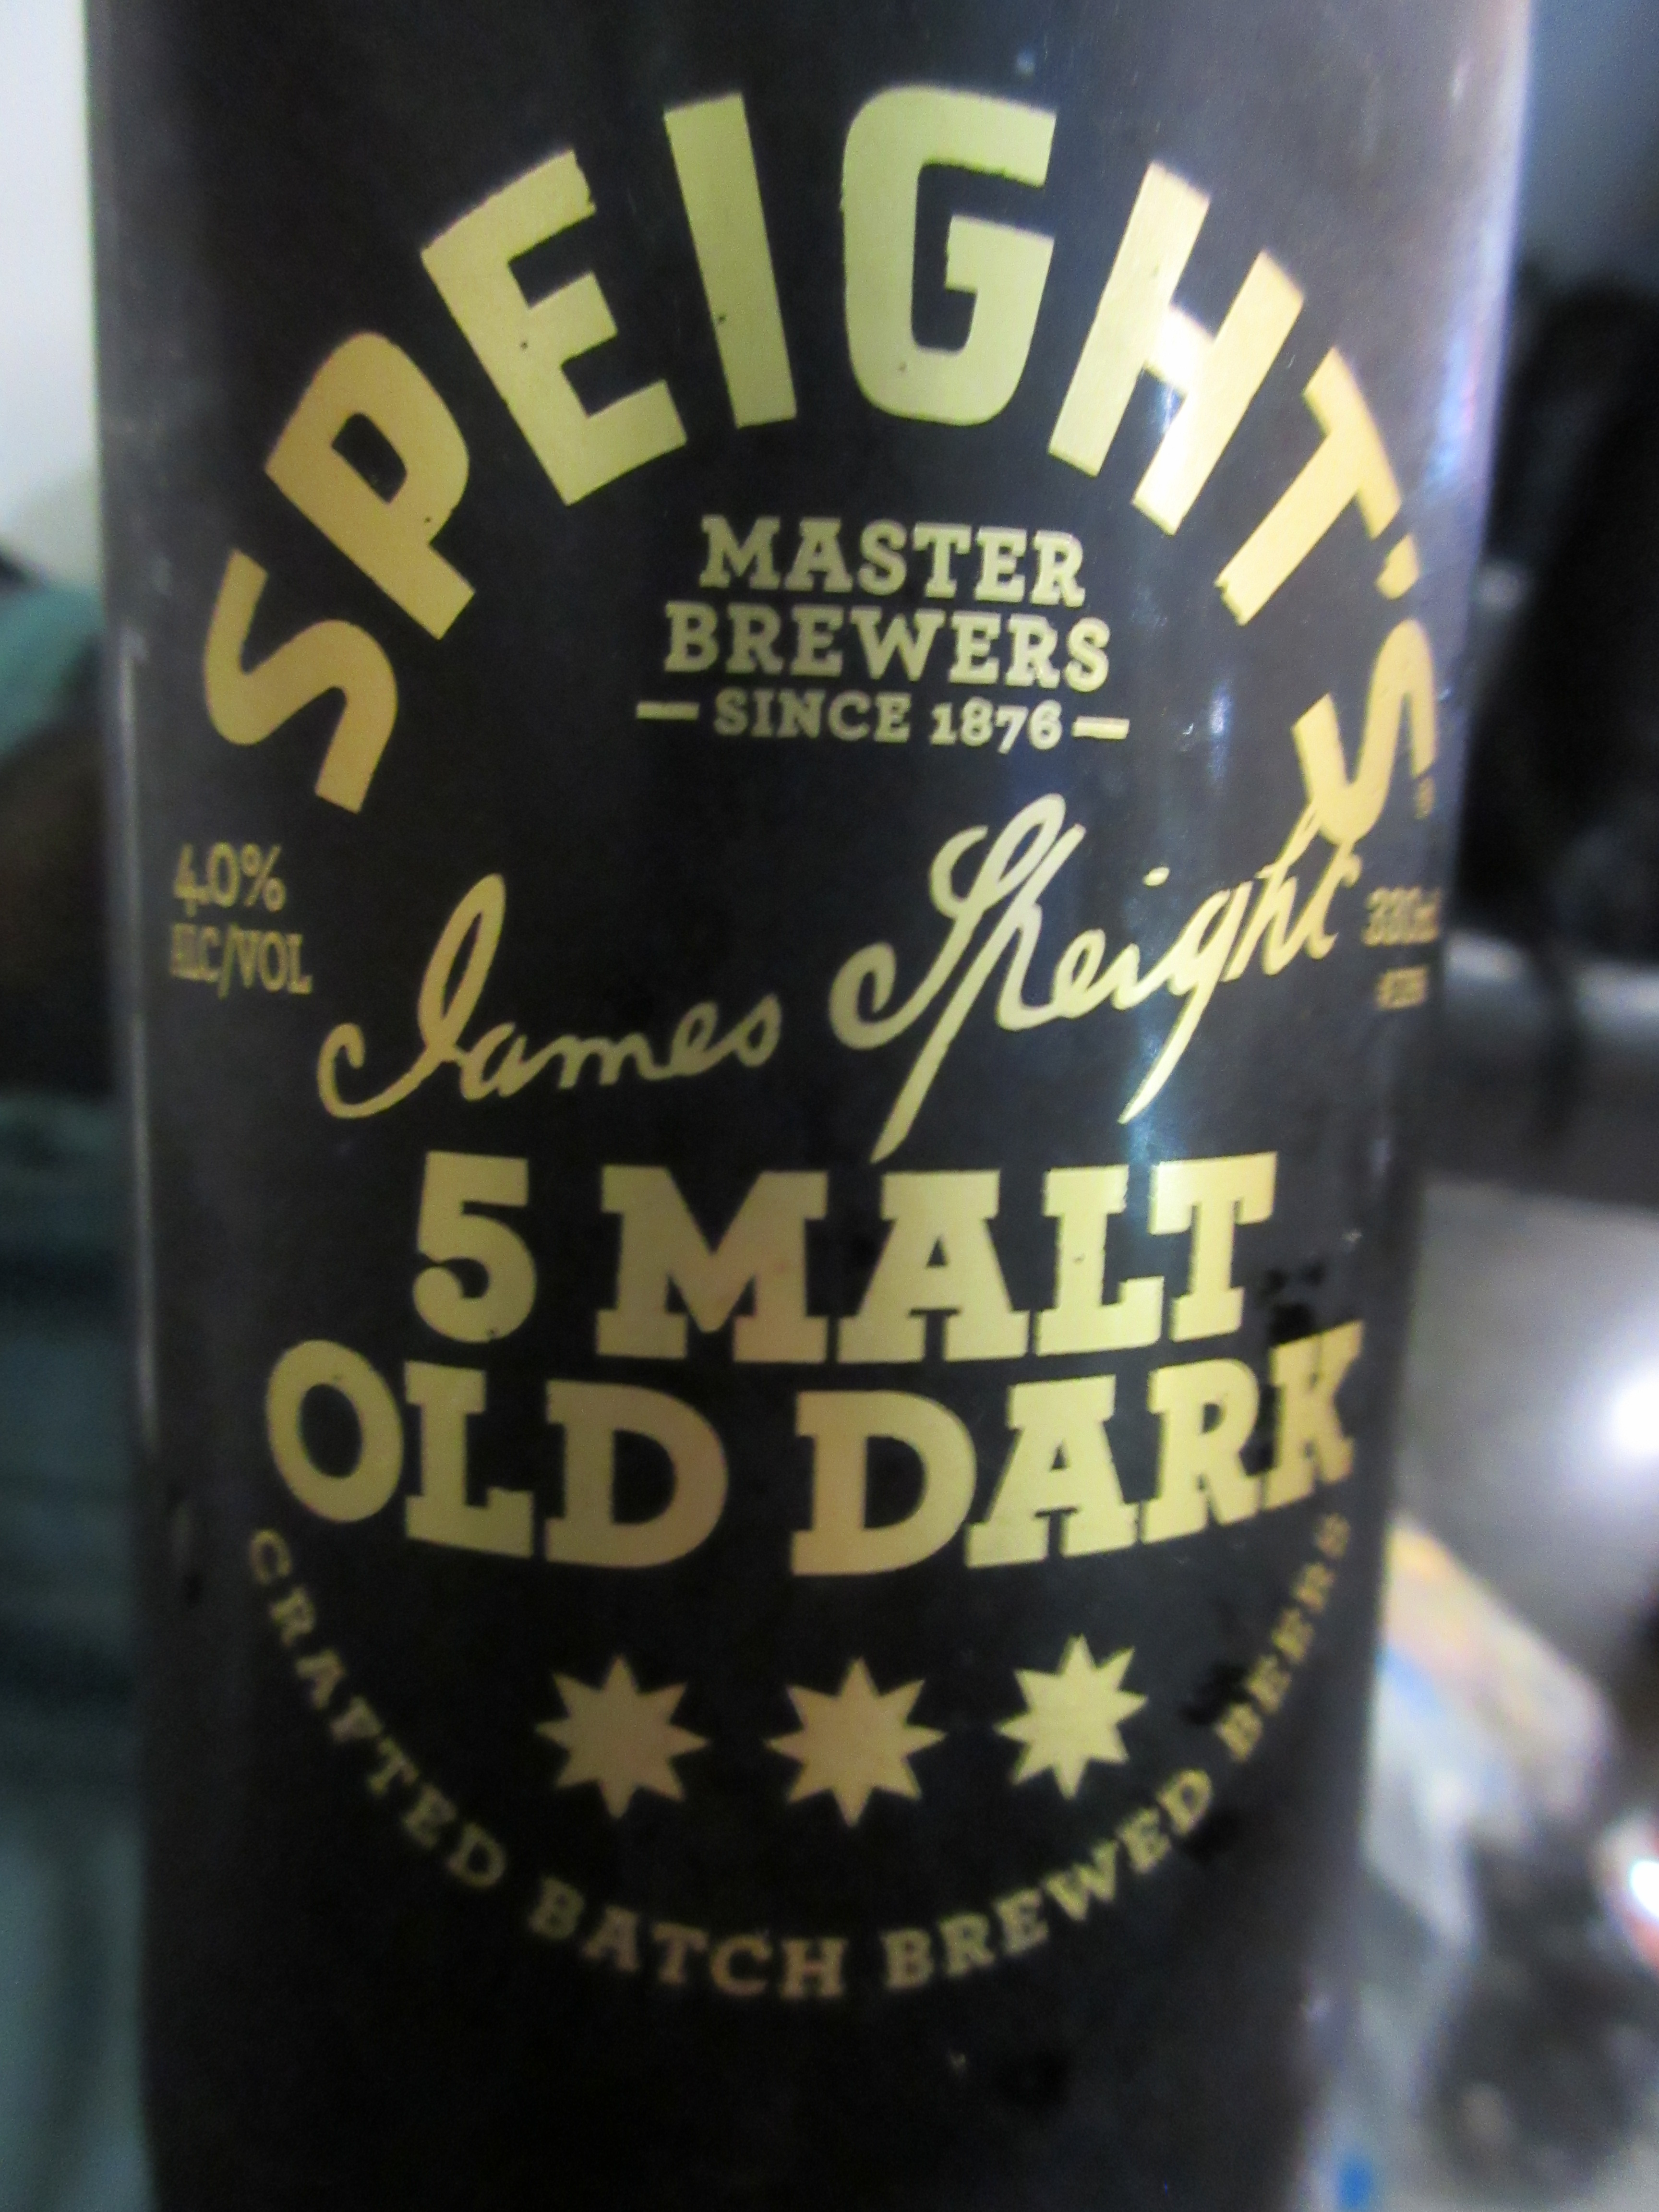 SPEIGHT'S
MASTER
BREWERS
— SINCE 1876 —
4.0%
ALC/VOL
James Speight
330ml
5 MALT
OLD DARK
CRAFTED BATCH BREWED BEERS